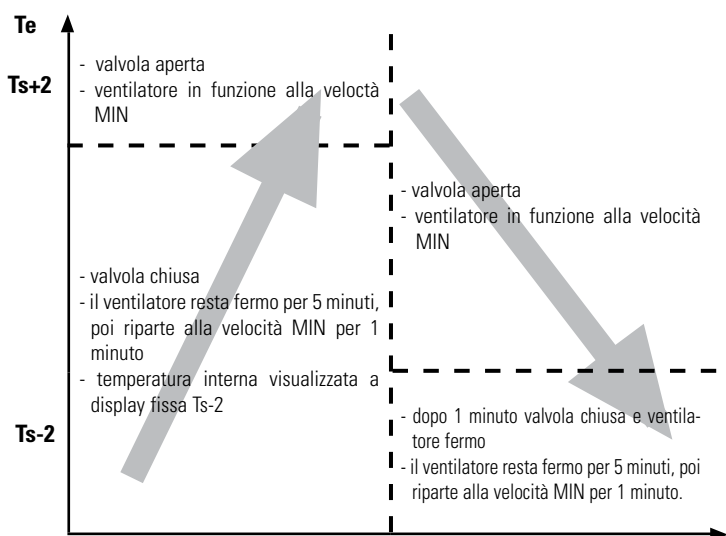 Te
Ts+2
- valvola aperta
- ventilatore in funzione alla veloctà
MIN
- valvola chiusa
- il ventilatore resta fermo per 5 minuti,
poi riparte alla velocità MIN per 1
minuto
- temperatura interna visualizzata a
display fissa Ts-2
Ts-2
- valvola aperta
- ventilatore in funzione alla velocità
MIN
- dopo 1 minuto valvola chiusa e ventila-
tore fermo
- il ventilatore resta fermo per 5 minuti, poi
riparte alla velocità MIN per 1 minuto.